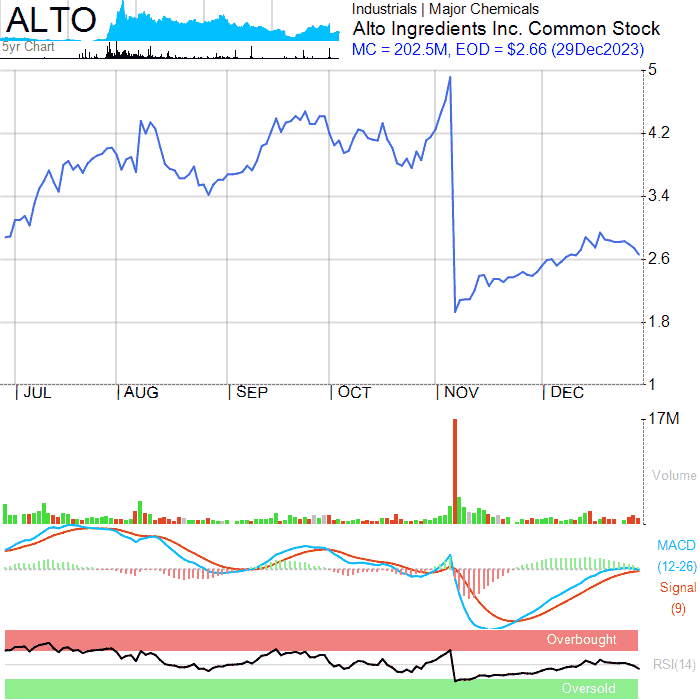 ALTO
5yr Chart
Industrials | Major Chemicals
Alto Ingredients Inc. Common Stock
MC = 202.5M, EOD = $2.66 (29Dec2023)
5
4.2
3.4
2.6
1.8
1
| JUL | AUG | SEP | OCT | NOV | DEC
17M
Volume
MACD
(12-26)
Signal
(9)
Overbought
RSI(14)
Oversold